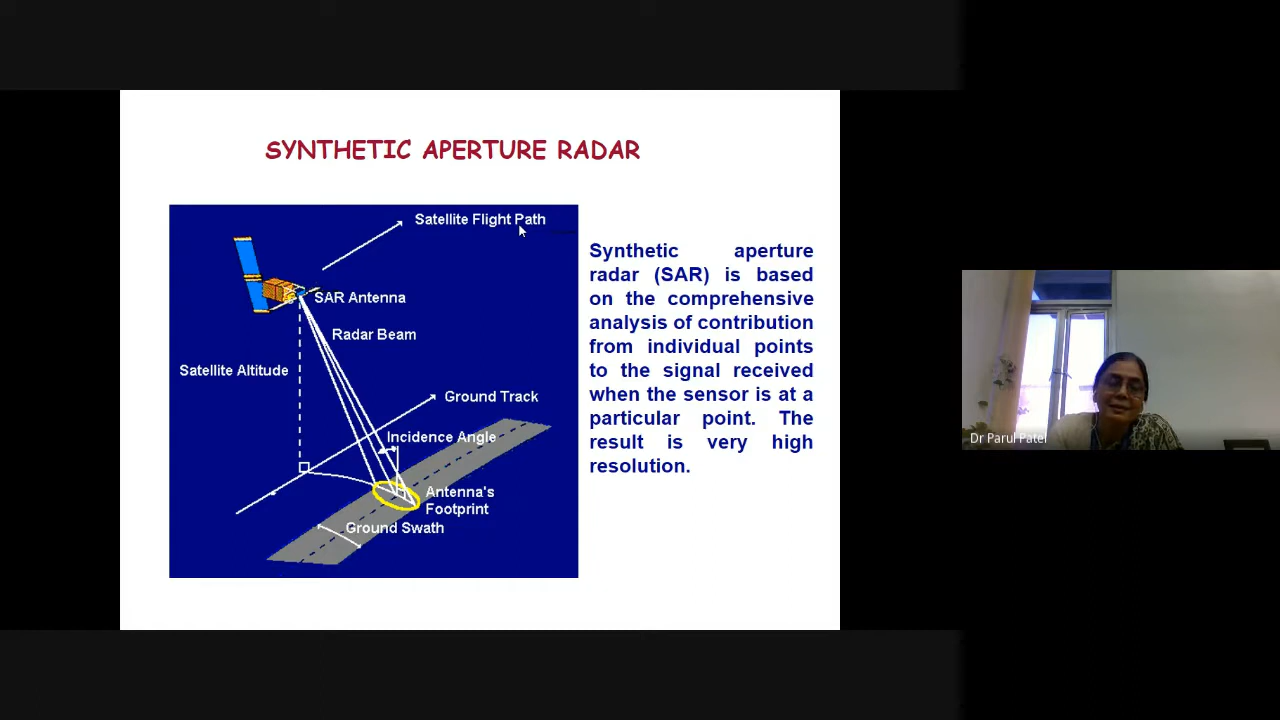 SYNTHETIC APERTURE RADAR
Satellite Flight Path
SAR Antenna
Radar Beam
Satellite Altitude
Ground Track
Incidence Angle
Antenna's
Footprint
Ground Swath
Synthetic aperture
radar (SAR) is based
on the comprehensive
analysis of contribution
from individual points
to the signal received
when the sensor is at a
particular point. The
result is very high
resolution.
Dr Parul Patel